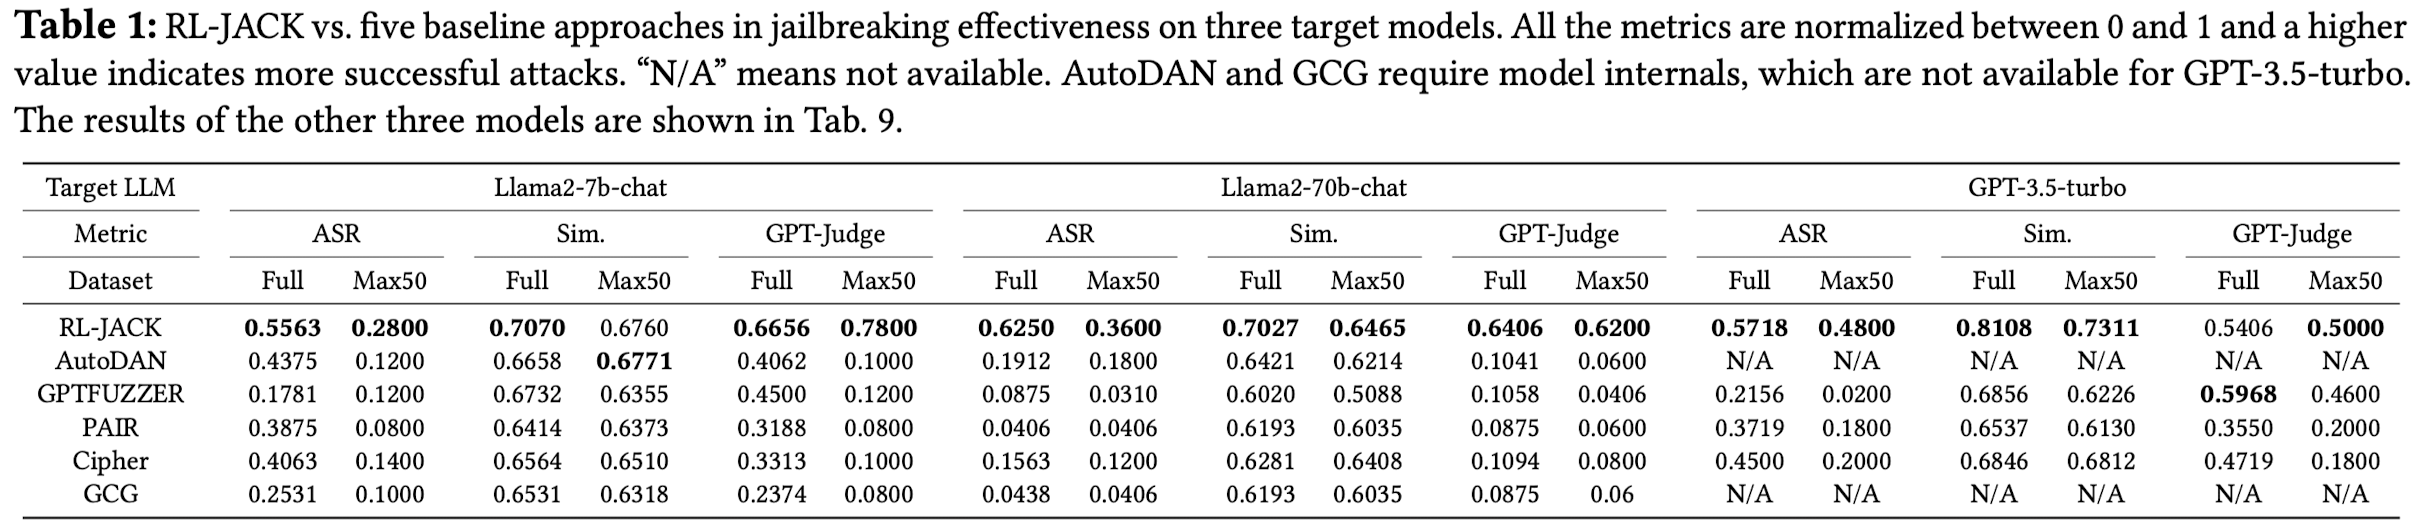 Table 1: RL-JACK vs. five baseline approaches in jailbreaking effectiveness on three target models. All the metrics are normalized between 0 and 1 and a higher
value indicates more successful attacks. “N/A” means not available. AutoDAN and GCG require model internals, which are not available for GPT-3.5-turbo.
The results of the other three models are shown in Tab. 9.
Target LLM Llama2-7b-chat Llama2-70b-chat GPT-3.5-turbo
Metric ASR Sim. GPT-Judge ASR Sim. GPT-Judge ASR Sim. GPT-Judge
Dataset Full Max50 Full Max50 Full Max50 Full Max50 Full Max50 Full Max50 Full Max50 Full Max50 Full Max50
RL-JACK 0.5563 0.2800 0.7070 0.6760 0.6656 0.7800 0.6250 0.3600 0.7027 0.6465 0.6406 0.6200 0.5718 0.4800 0.8108 0.7311 0.5406 0.5000
AutoDAN 0.4375 0.1200 0.6658 0.6771 0.4062 0.1000 0.1912 0.1800 0.6421 0.6214 0.1041 0.0600 N/A N/A N/A N/A N/A N/A
GPTFUZZER 0.1781 0.1200 0.6732 0.6355 0.4500 0.1200 0.0875 0.0310 0.6020 0.5088 0.1058 0.0406 0.2156 0.0200 0.6856 0.6226 0.5968 0.4600
PAIR 0.3875 0.0800 0.6414 0.6373 0.3188 0.0800 0.0406 0.0406 0.6193 0.6035 0.0875 0.0600 0.3719 0.1800 0.6537 0.6130 0.3550 0.2000
Cipher 0.4063 0.1400 0.6564 0.6510 0.3313 0.1000 0.1563 0.1200 0.6281 0.6408 0.1094 0.0800 0.4500 0.2000 0.6846 0.6812 0.4719 0.1800
GCG 0.2531 0.1000 0.6531 0.6318 0.2374 0.0800 0.0438 0.0406 0.6193 0.6035 0.0875 0.06 N/A N/A N/A N/A N/A N/A